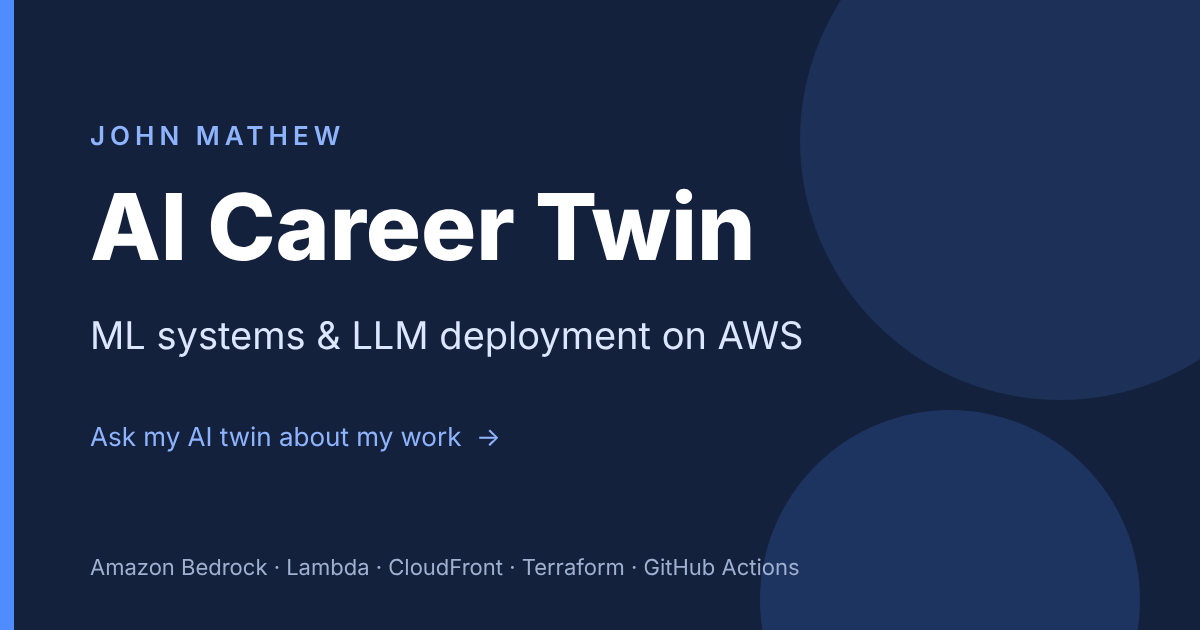 JOHN MATHEW
AI Career Twin
ML systems & LLM deployment on AWS
Ask my AI twin about my work →
Amazon Bedrock · Lambda · CloudFront · Terraform · GitHub Actions